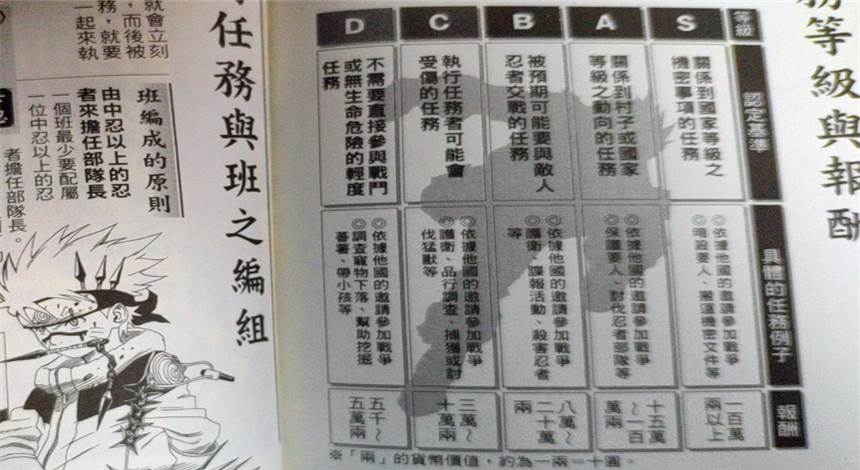 務等級與報酬
等級
認定基準
具體的任務例子
報酬
S
關係到國家等級之
機密事項的任務
◎依據他國的邀請參加戰爭
◎暗殺要人、搬運機密文件等
一百萬
兩以上
A
關係到村子或國家
等級之動向的任務
◎依據他國的邀請參加戰爭
◎保護要人、討伐忍者部隊等
十五萬
～一百
萬兩
B
被預期可能要與敵人
忍者交戰的任務
◎依據他國的邀請參加戰爭
◎護衛、諜報活動、殺害忍者
等
八萬～
二十萬
兩
C
執行任務者可能會
受傷的任務
◎依據他國的邀請參加戰爭
◎護衛、品行調查、捕獲或討
伐猛獸等
三萬～
十萬兩
D
不需要直接參與戰鬥
或無生命危險的輕度
任務
◎依據他國的邀請參加戰爭
◎調查寵物下落、幫助挖掘
蕃薯、帶小孩等
五千～
五萬兩
※「兩」的貨幣價值，約為一兩＝十圓。
任務與班之編組
就會立刻
，而後被
務，就要
一起來執
班編成的原則
由中忍以上的忍
者來擔任部隊長
一個班最少要配屬
一位中忍以上的忍
者擔任部隊長。